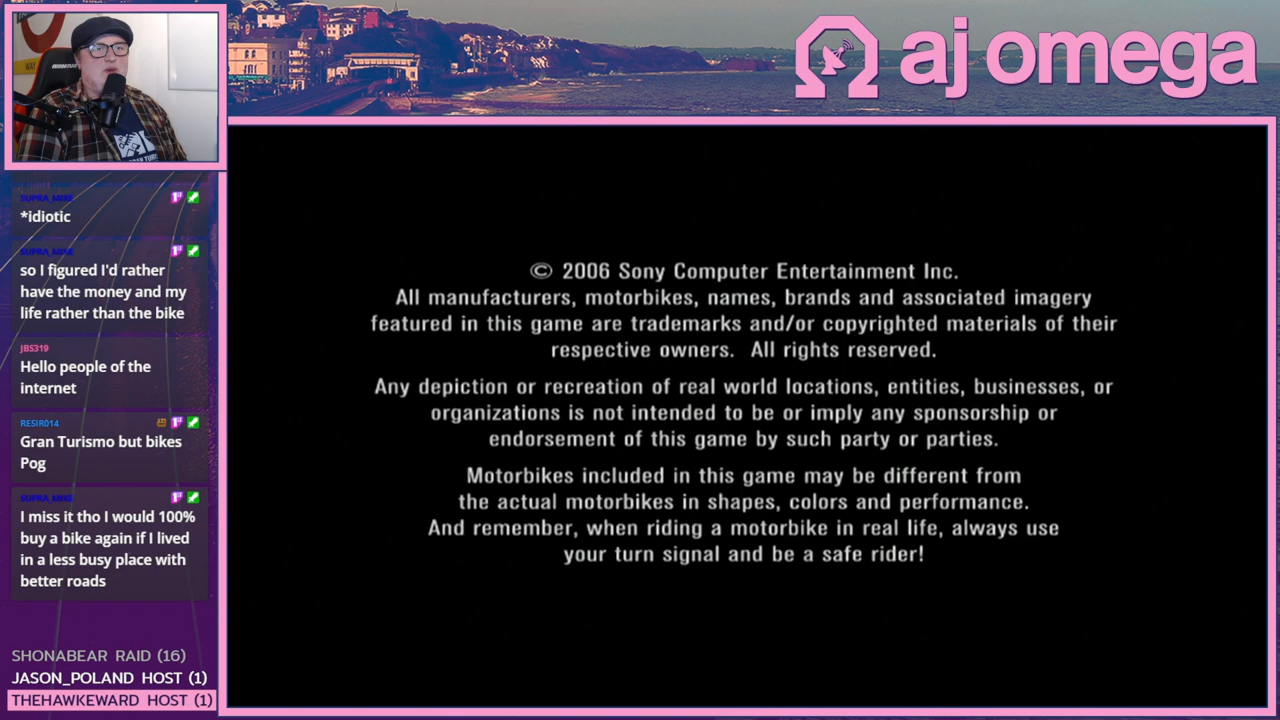 aj omega
SUPRA_MIKE
*idiotic
SUPRA_MIKE
so I figured I'd rather
have the money and my
life rather than the bike
JBS319
Hello people of the
internet
RESIR014
Gran Turismo but bikes
Pog
SUPRA_MIKE
I miss it tho I would 100%
buy a bike again if I lived
in a less busy place with
better roads
SHONABEAR RAID (16)
JASON_POLAND HOST (1)
THEHAWKEWARD HOST (1)
© 2006 Sony Computer Entertainment Inc.
All manufacturers, motorbikes, names, brands and associated imagery
featured in this game are trademarks and/or copyrighted materials of their
respective owners. All rights reserved.
Any depiction or recreation of real world locations, entities, businesses, or
organizations is not intended to be or imply any sponsorship or
endorsement of this game by such party or parties.
Motorbikes included in this game may be different from
the actual motorbikes in shapes, colors and performance.
And remember, when riding a motorbike in real life, always use
your turn signal and be a safe rider!